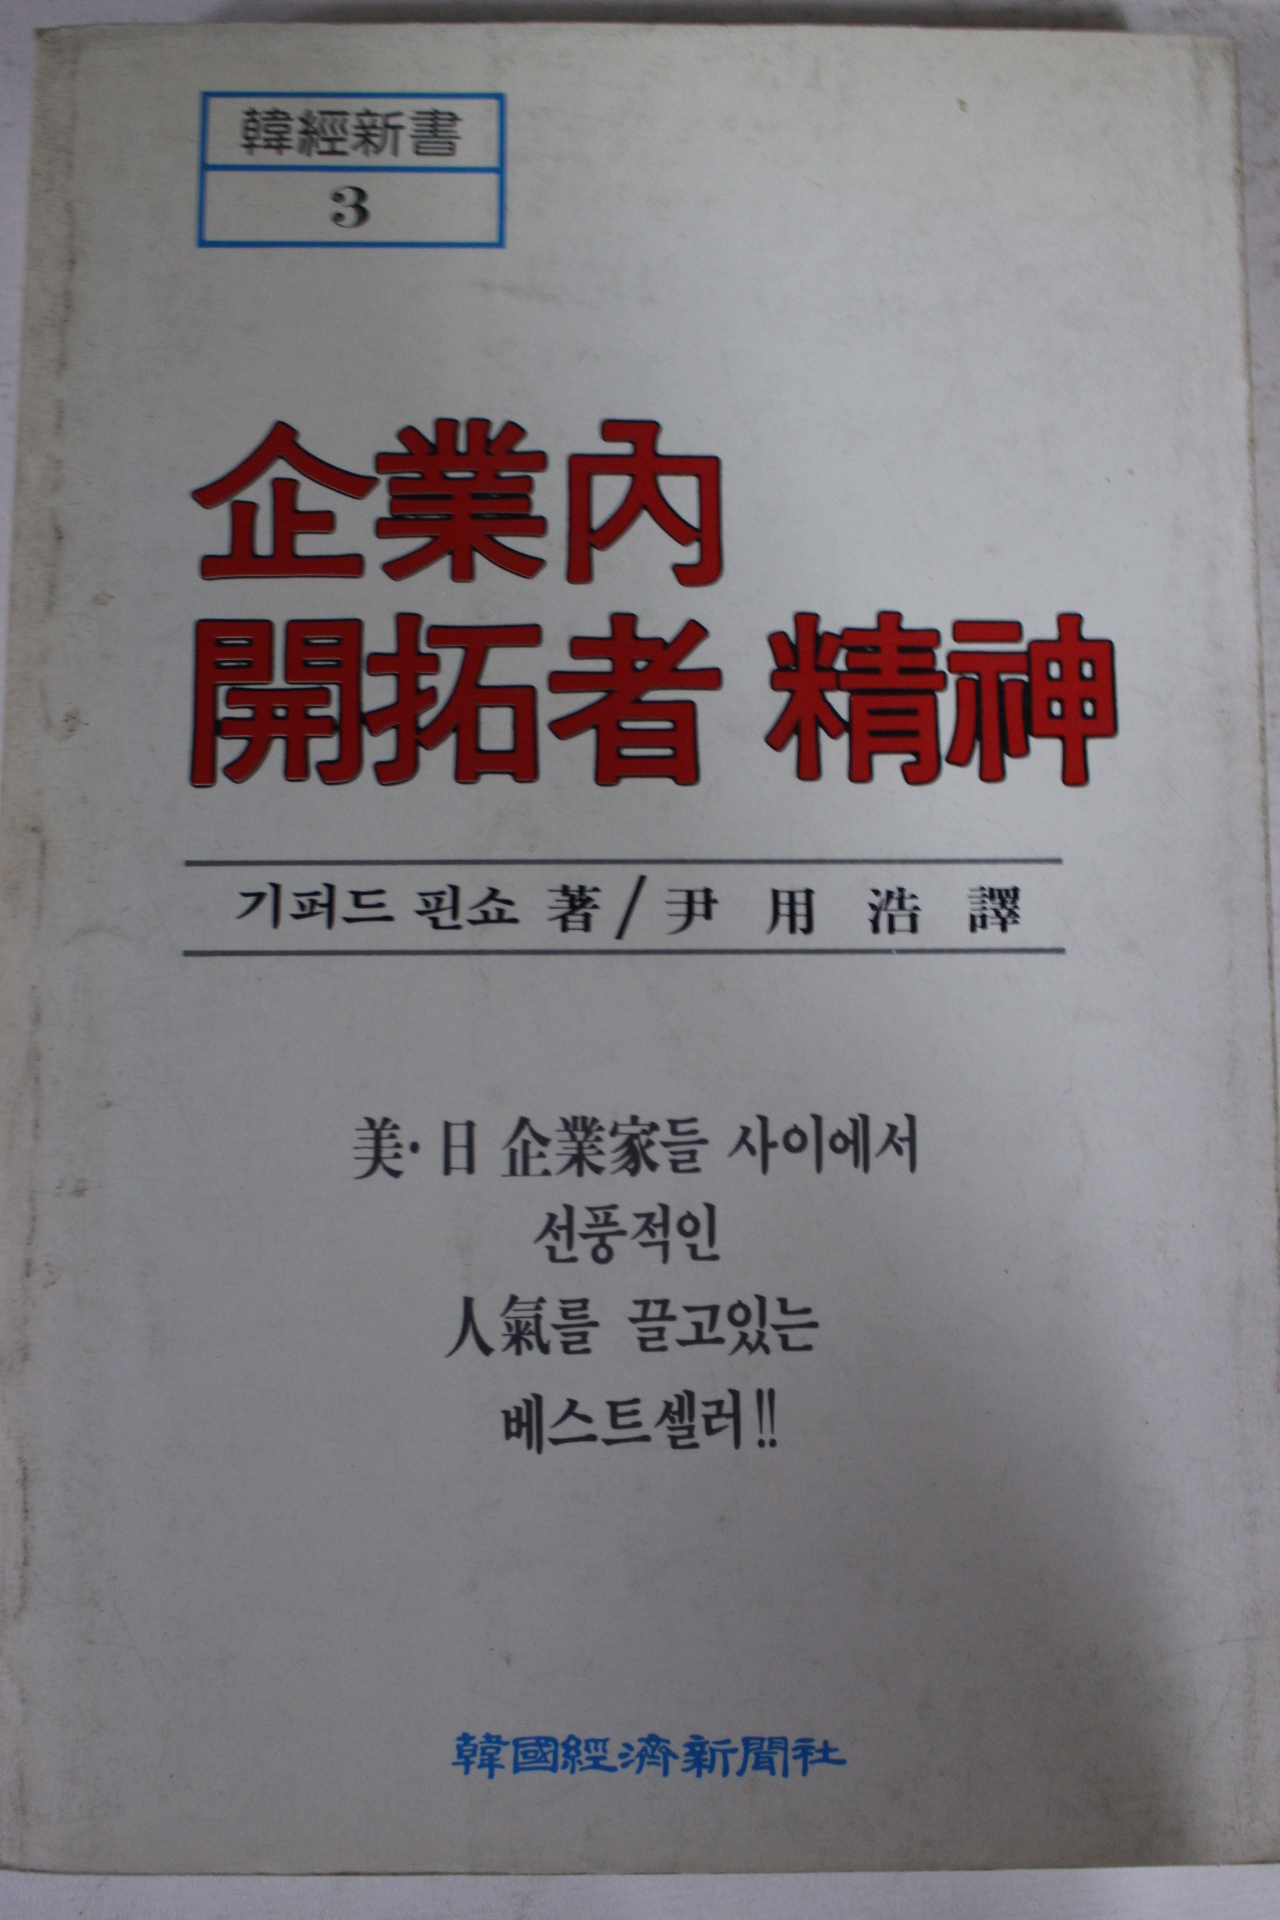 韓經新書
3
企業內
開拓者 精神
기퍼드 핀쇼 著/尹用浩 譯
美·日 企業家들 사이에서
선풍적인
人氣를 끌고있는
베스트셀러!!
韓國經濟新聞社